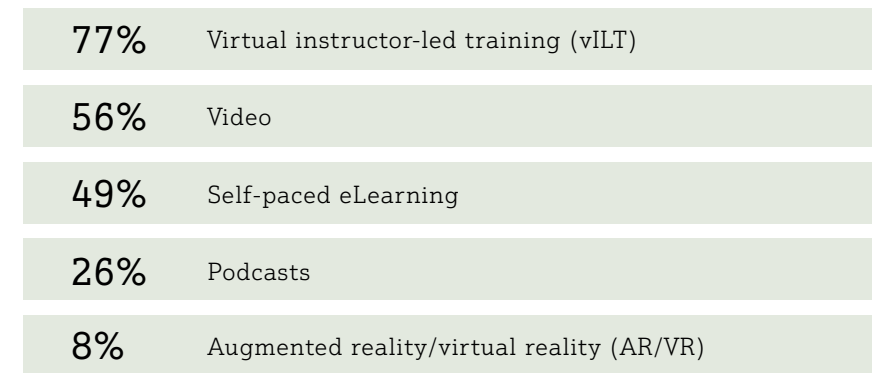 77% Virtual instructor-led training (vILT)
56% Video
49% Self-paced eLearning
26% Podcasts
8% Augmented reality/virtual reality (AR/VR)